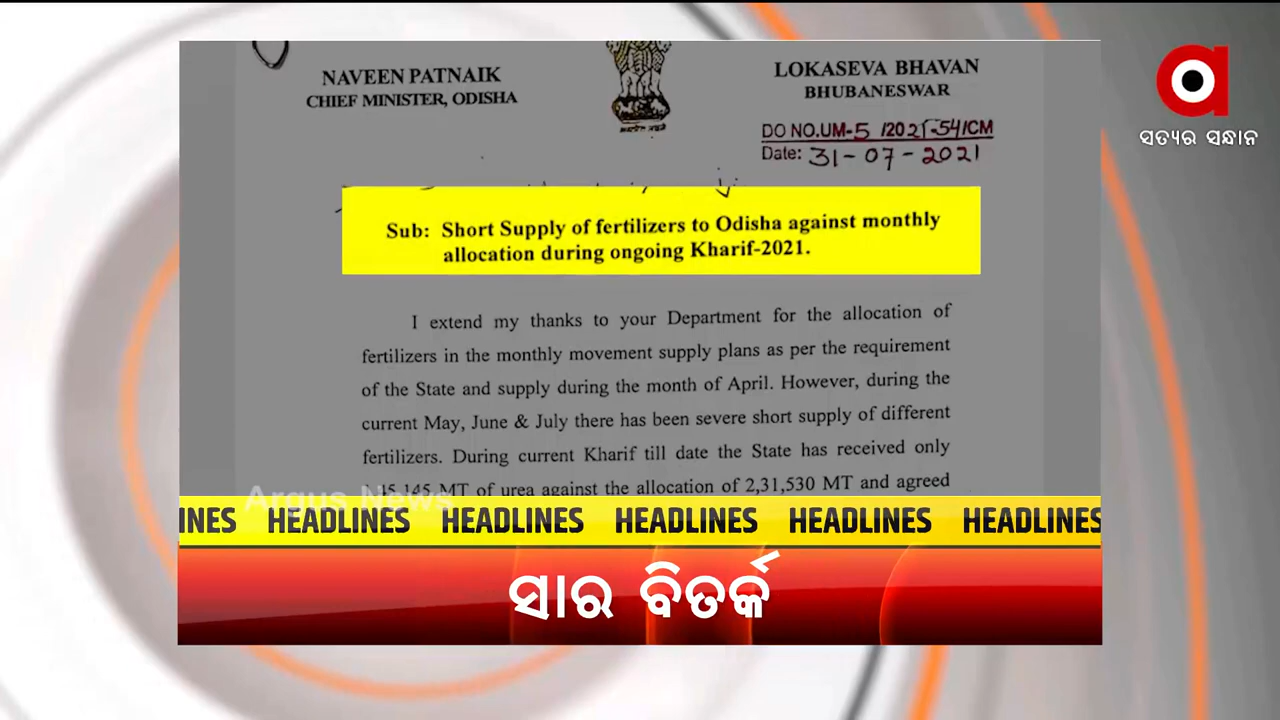 NAVEEN PATNAIK
CHIEF MINISTER, ODISHA
LOKASEVA BHAVAN
BHUBANESWAR
DO NO.UM-5 /2021-54/CM
Date: 31-07-2021
ସତ୍ୟର ସନ୍ଧାନ
Sub: Short Supply of fertilizers to Odisha against monthly
allocation during ongoing Kharif-2021.
I extend my thanks to your Department for the allocation of
fertilizers in the monthly movement supply plans as per the requirement
of the State and supply during the month of April. However, during the
current May, June & July there has been severe short supply of different
fertilizers. During current Kharif till date the State has received only
MT of urea against the allocation of 2,31,530 MT and agreed
Argus News
INES HEADLINES HEADLINES HEADLINES HEADLINES HEADLINES
ସାର ବିତର୍କ